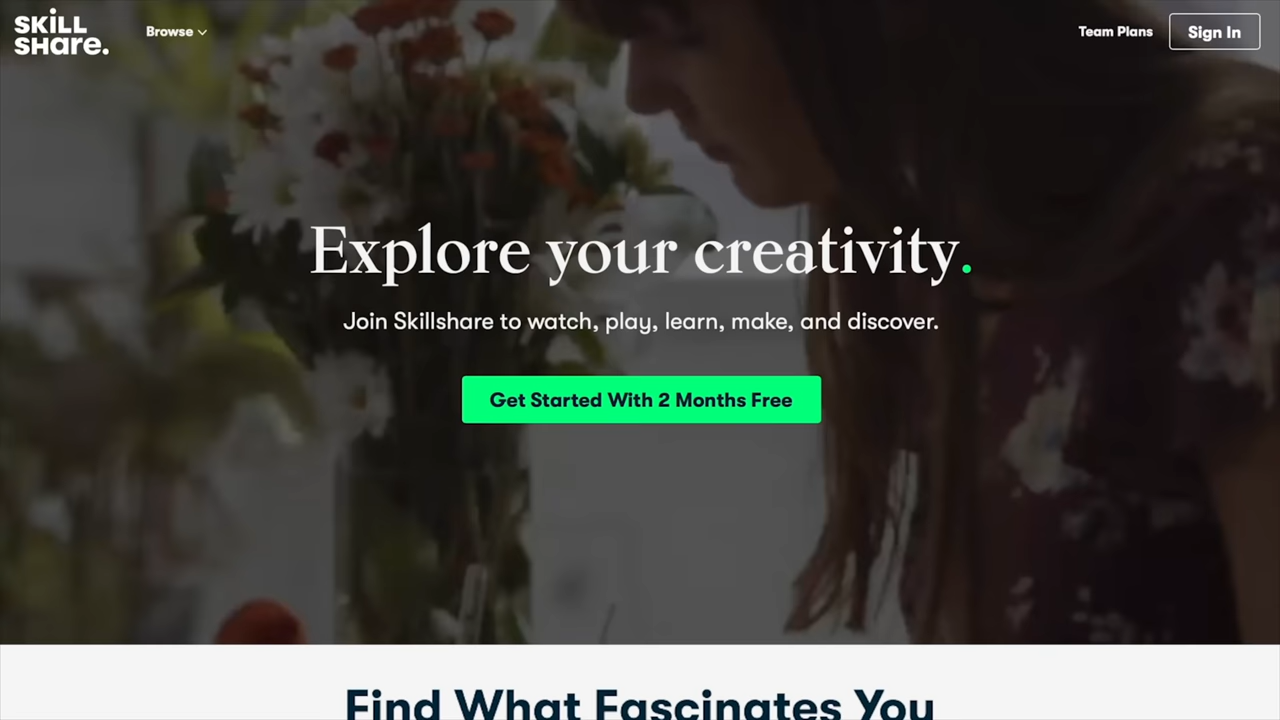 SKiLL
SHare.
Browse
Team Plans
Sign In
Explore your creativity.
Join Skillshare to watch, play, learn, make, and discover.
Get Started With 2 Months Free
Find What Fascinates You